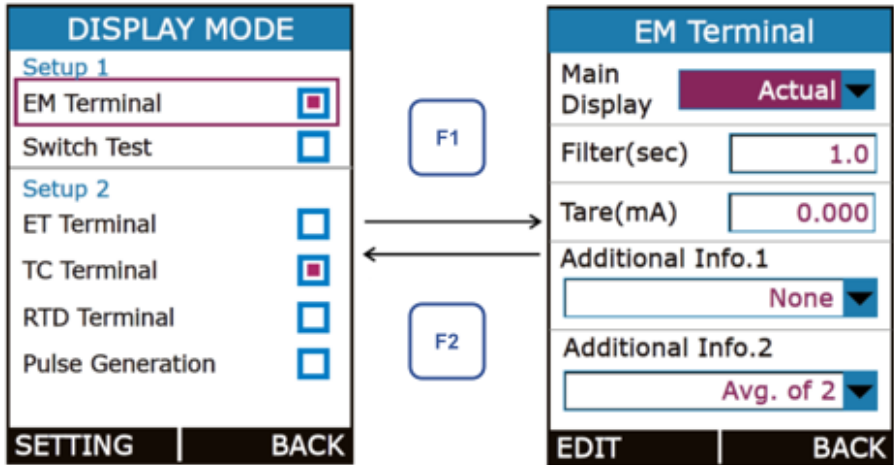 DISPLAY MODE
Setup 1
EM Terminal
Switch Test
Setup 2
ET Terminal
TC Terminal
RTD Terminal
Pulse Generation
SETTING BACK
F1
F2
EM Terminal
Main
Display
Actual
Filter(sec) 1.0
Tare(mA) 0.000
Additional Info.1
None
Additional Info.2
Avg. of 2
EDIT BACK